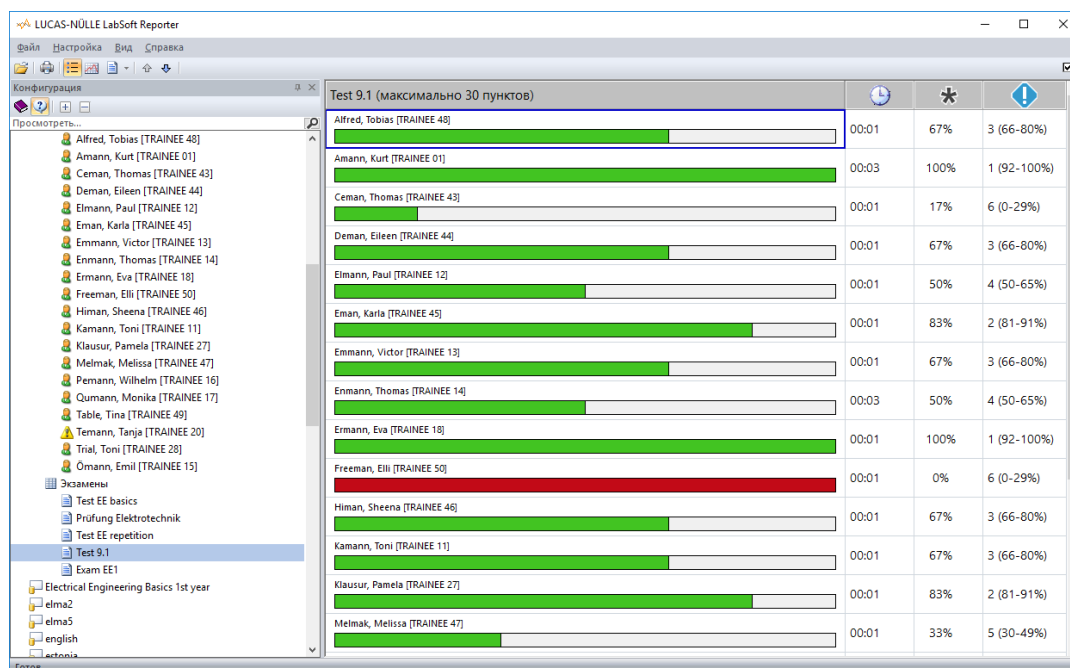 LUCAS-NÜLLE LabSoft Reporter
Файл Настройка Вид Справка
Конфигурация
Просмотреть...
Alfred, Tobias [TRAINEE 48]
Amann, Kurt [TRAINEE 01]
Ceman, Thomas [TRAINEE 43]
Deman, Eileen [TRAINEE 44]
Elmann, Paul [TRAINEE 12]
Eman, Karla [TRAINEE 45]
Emmann, Victor [TRAINEE 13]
Enmann, Thomas [TRAINEE 14]
Ermann, Eva [TRAINEE 18]
Freeman, Elli [TRAINEE 50]
Himan, Sheena [TRAINEE 46]
Kamann, Toni [TRAINEE 11]
Klausur, Pamela [TRAINEE 27]
Melmak, Melissa [TRAINEE 47]
Pemann, Wilhelm [TRAINEE 16]
Qumann, Monika [TRAINEE 17]
Table, Tina [TRAINEE 49]
Temann, Tanja [TRAINEE 20]
Trial, Toni [TRAINEE 28]
Ömann, Emil [TRAINEE 15]
Экзамены
Test EE basics
Prüfung Elektrotechnik
Test EE repetition
Test 9.1
Exam EE1
Electrical Engineering Basics 1st year
elma2
elma5
english
estonia
Test 9.1 (максимально 30 пунктов)
Alfred, Tobias [TRAINEE 48]
00:01 67% 3 (66-80%)
Amann, Kurt [TRAINEE 01]
00:03 100% 1 (92-100%)
Ceman, Thomas [TRAINEE 43]
00:01 17% 6 (0-29%)
Deman, Eileen [TRAINEE 44]
00:01 67% 3 (66-80%)
Elmann, Paul [TRAINEE 12]
00:01 50% 4 (50-65%)
Eman, Karla [TRAINEE 45]
00:01 83% 2 (81-91%)
Emmann, Victor [TRAINEE 13]
00:01 67% 3 (66-80%)
Enmann, Thomas [TRAINEE 14]
00:03 50% 4 (50-65%)
Ermann, Eva [TRAINEE 18]
00:01 100% 1 (92-100%)
Freeman, Elli [TRAINEE 50]
00:01 0% 6 (0-29%)
Himan, Sheena [TRAINEE 46]
00:01 67% 3 (66-80%)
Kamann, Toni [TRAINEE 11]
00:01 67% 3 (66-80%)
Klausur, Pamela [TRAINEE 27]
00:01 83% 2 (81-91%)
Melmak, Melissa [TRAINEE 47]
00:01 33% 5 (30-49%)
Готов